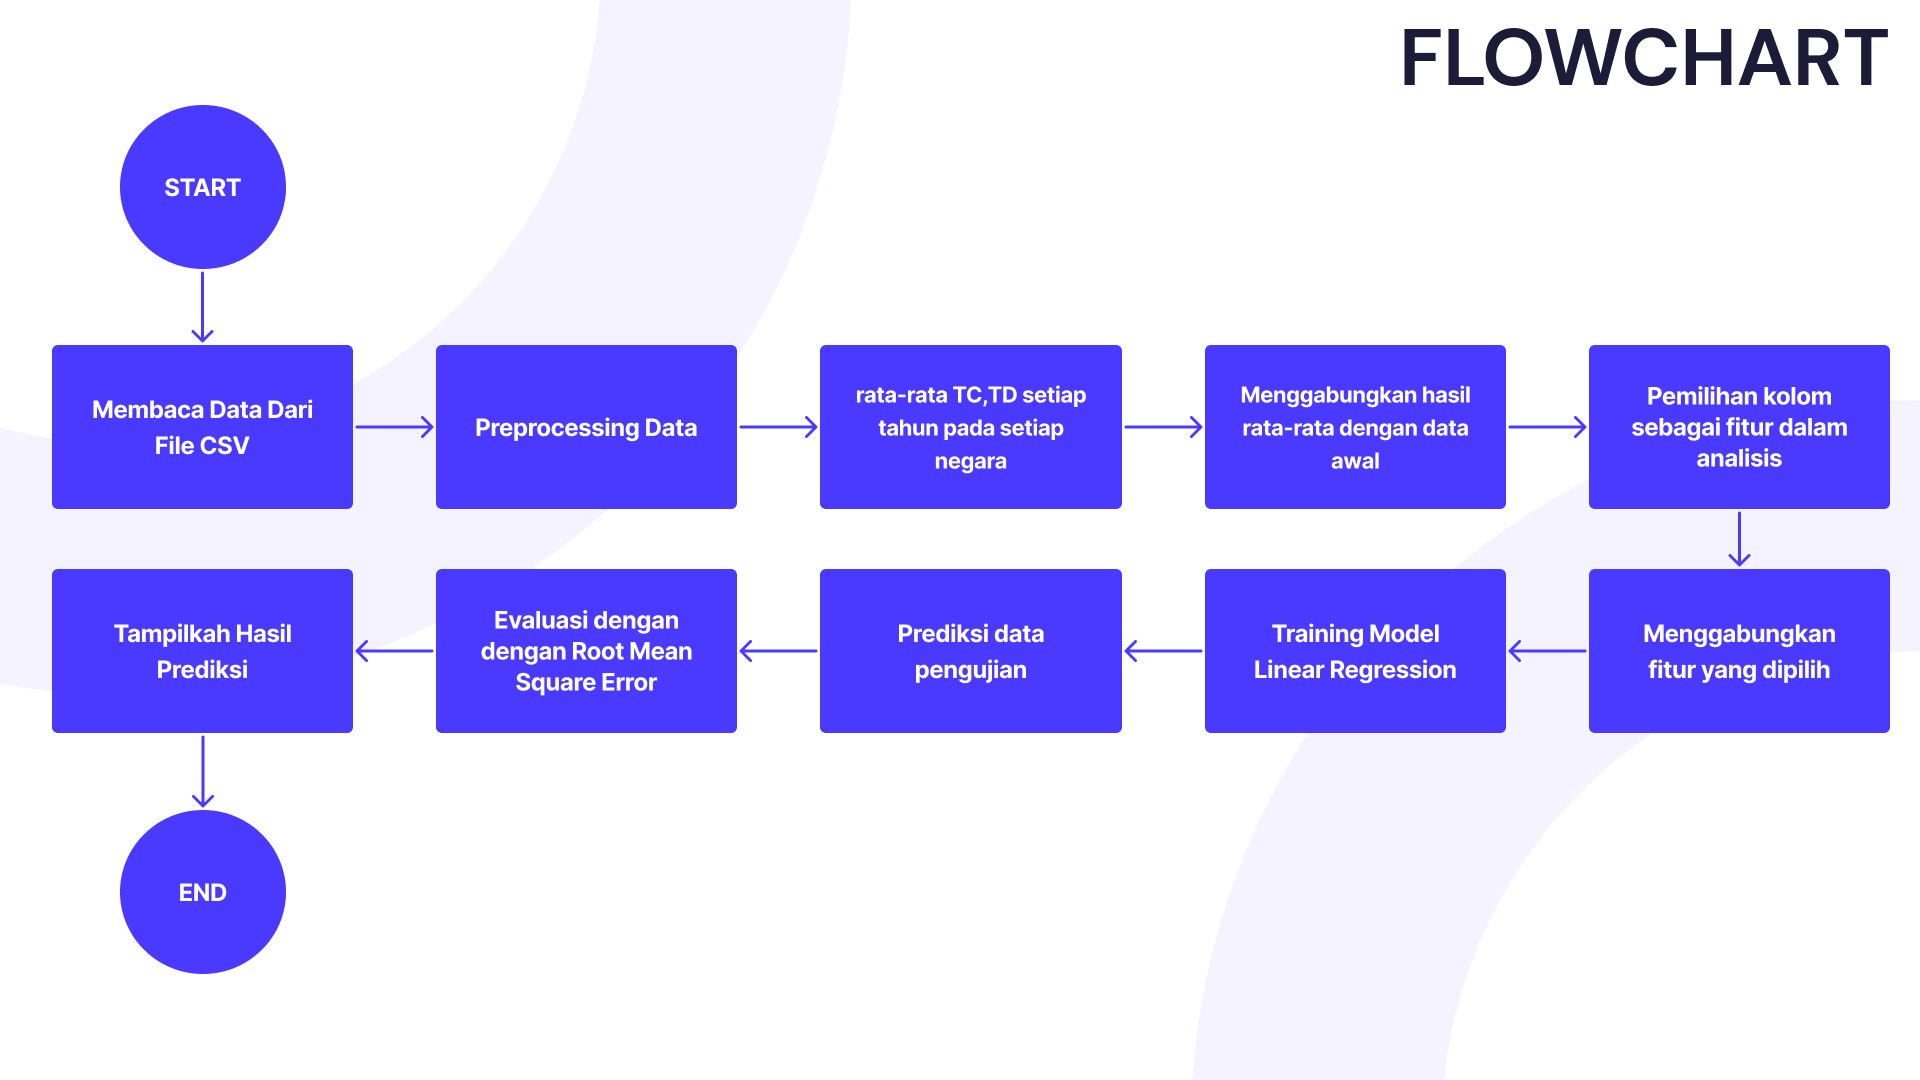 FLOWCHART
START
Membaca Data Dari
File CSV
Preprocessing Data
rata-rata TC,TD setiap
tahun pada setiap
negara
Menggabungkan hasil
rata-rata dengan data
awal
Pemilihan kolom
sebagai fitur dalam
analisis
Menggabungkan
fitur yang dipilih
Training Model
Linear Regression
Prediksi data
pengujian
Evaluasi dengan
dengan Root Mean
Square Error
Tampilkah Hasil
Prediksi
END